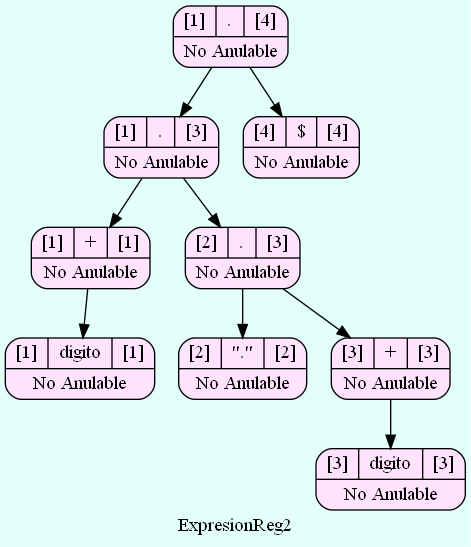 [1] . [4]
No Anulable
[1] . [3]
No Anulable
[4] $ [4]
No Anulable
[1] + [1]
No Anulable
[2] . [3]
No Anulable
[1] digito [1]
No Anulable
[2] "." [2]
No Anulable
[3] + [3]
No Anulable
[3] digito [3]
No Anulable
ExpresionReg2